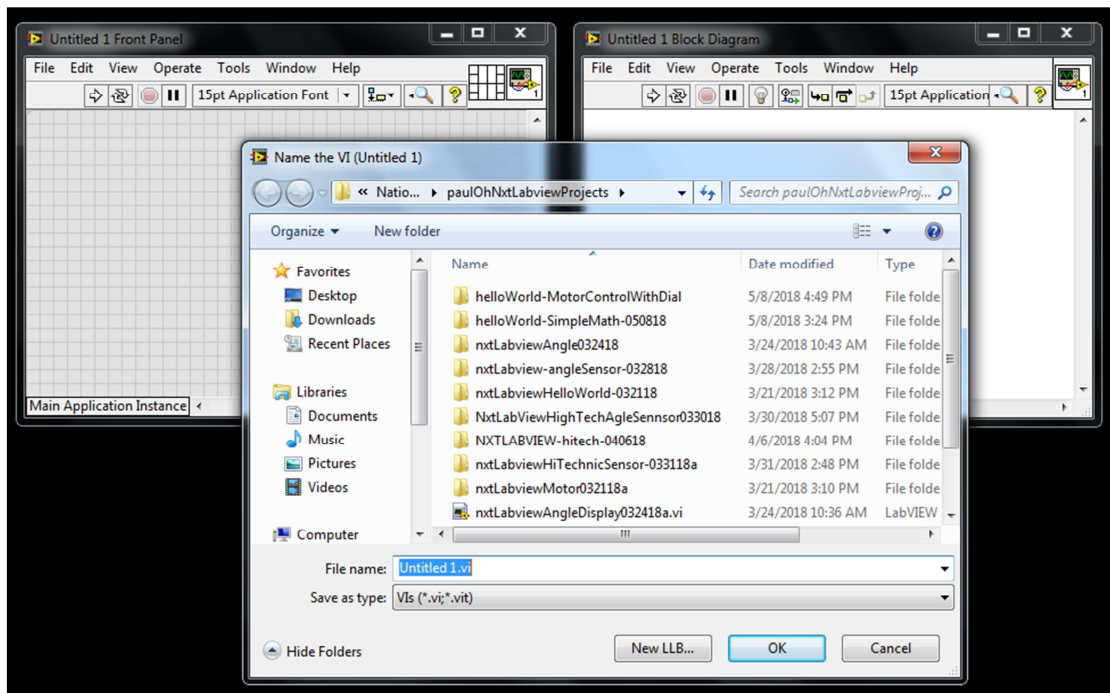 Untitled 1 Front Panel
File Edit View Operate Tools Window Help
15pt Application Font
1
Untitled 1 Block Diagram
File Edit View Operate Tools Window Help
15pt Application
1
Main Application Instance
Name the VI (Untitled 1)
« Natio... paulOhNxtLabviewProjects
Search paulOhNxtLabviewProj...
Organize New folder
Favorites
Desktop
Downloads
Recent Places
Libraries
Documents
Music
Pictures
Videos
Computer
Name Date modified Type
helloWorld-MotorControlWithDial 5/8/2018 4:49 PM File folde
helloWorld-SimpleMath-050818 5/8/2018 3:24 PM File folde
nxtLabviewAngle032418 3/24/2018 10:43 AM File folde
nxtLabview-angleSensor-032818 3/28/2018 2:55 PM File folde
nxtLabviewHelloWorld-032118 3/21/2018 3:12 PM File folde
NxtLabViewHighTechAgleSennsor033018 3/30/2018 5:07 PM File folde
NXTLABVIEW-hitech-040618 4/6/2018 4:04 PM File folde
nxtLabviewHiTechnicSensor-033118a 3/31/2018 2:48 PM File folde
nxtLabviewMotor032118a 3/21/2018 3:10 PM File folde
nxtLabviewAngleDisplay032418a.vi 3/24/2018 10:36 AM LabVIEW
File name: Untitled 1.vi
Save as type: VIs (*.vi;*.vit)
Hide Folders
New LLB...
OK
Cancel